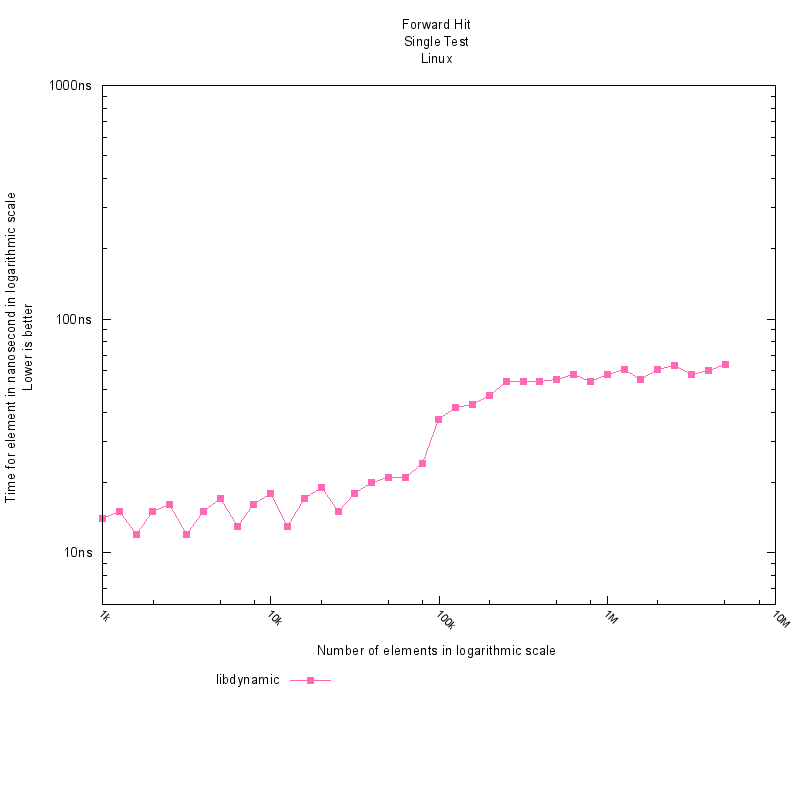 Forward Hit
Single Test
Linux
1000ns
100ns
10ns
Time for element in nanosecond in logarithmic scale
Lower is better
1k
10k
100k
1M
10M
Number of elements in logarithmic scale
libdynamic